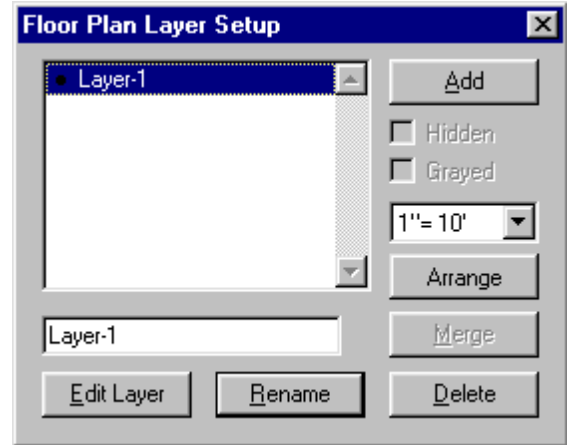 Floor Plan Layer Setup
Layer-1
Add
Hidden
Grayed
1"= 10'
Arrange
Layer-1
Merge
Edit Layer
Rename
Delete